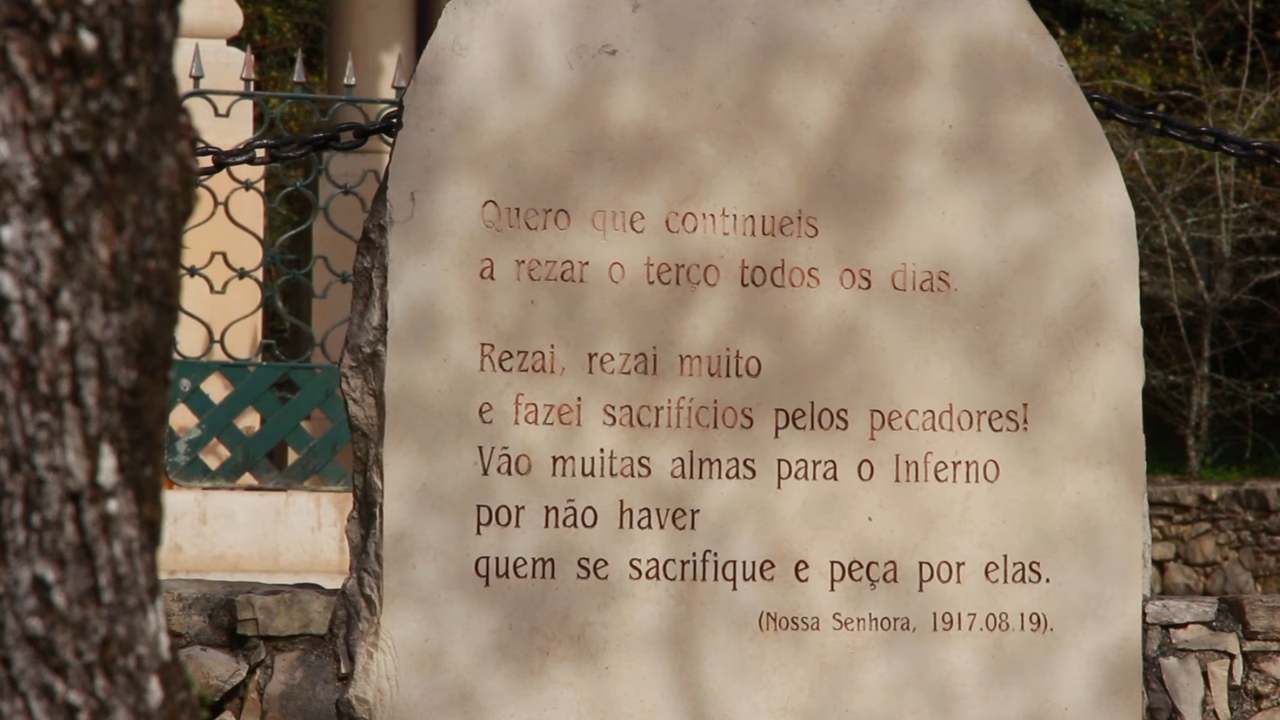 Quero que continueis
a rezar o terço todos os dias.
Rezai, rezai muito
e fazei sacrifícios pelos pecadores!
Vão muitas almas para o Inferno
por não haver
quem se sacrifique e peça por elas.
(Nossa Senhora, 1917.08.19).